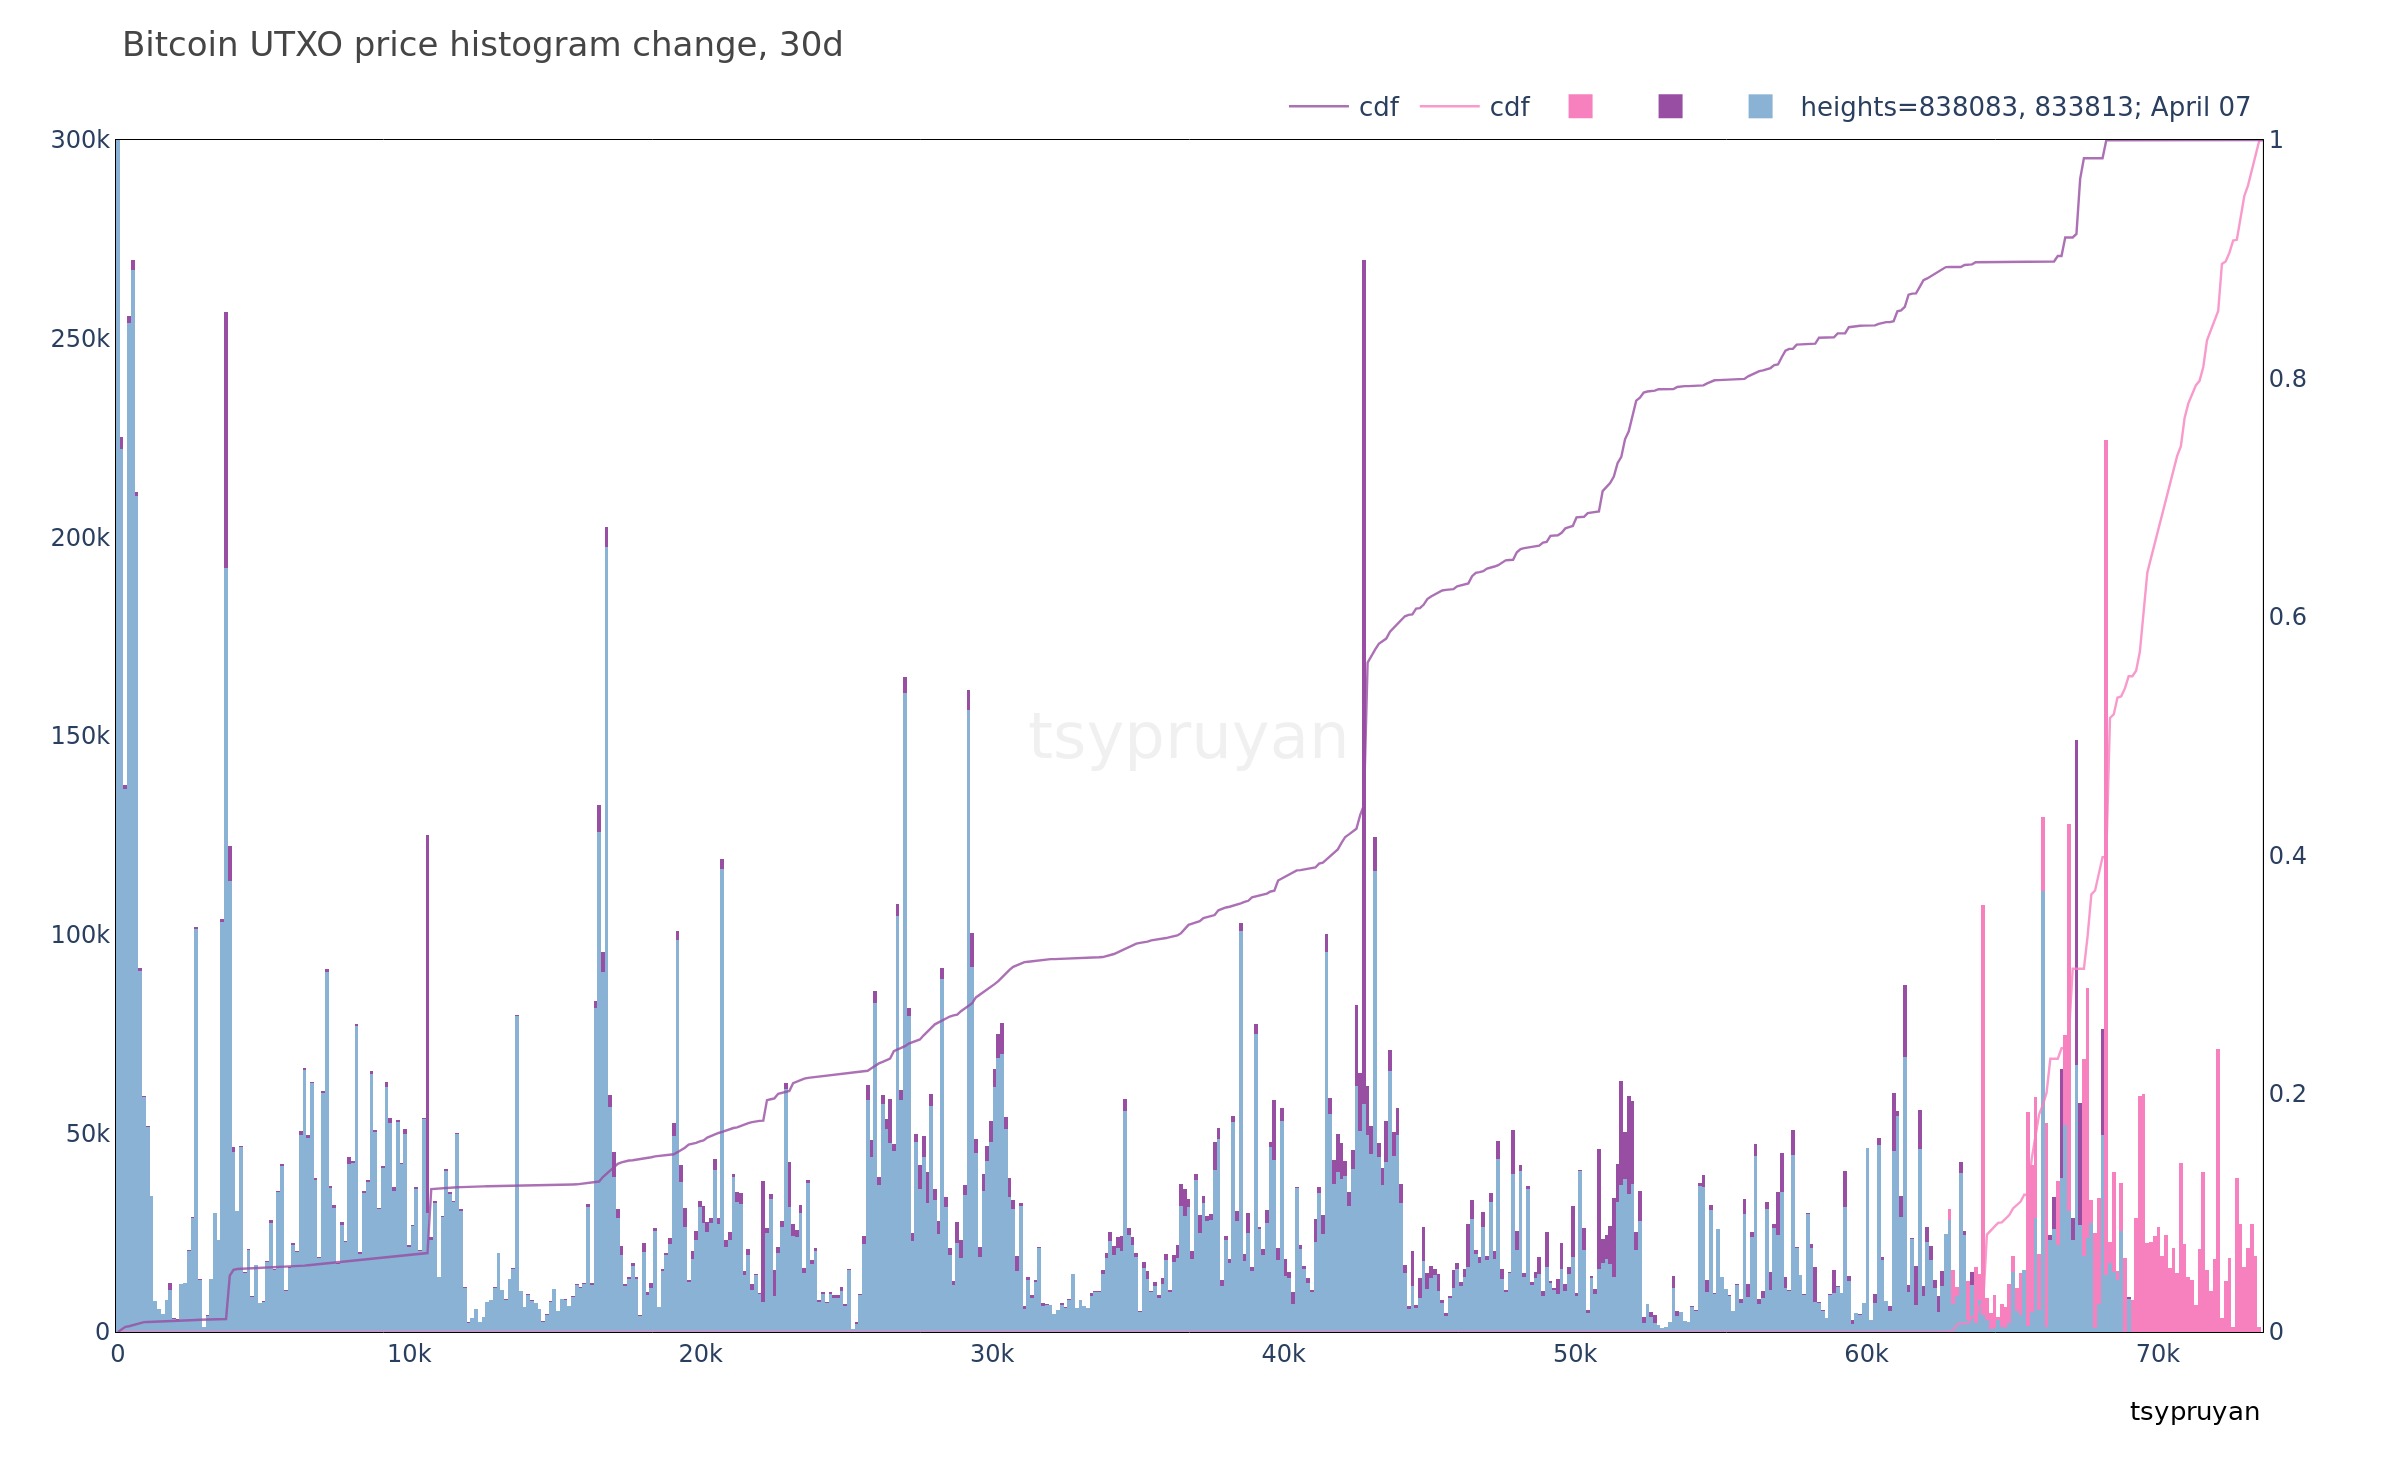 Bitcoin UTXO price histogram change, 30d
cdf cdf heights=838083, 833813; April 07
300k
250k
200k
150k
100k
50k
0
1
0.8
0.6
0.4
0.2
0
tsypruyan
0 10k 20k 30k 40k 50k 60k 70k
tsypruyan